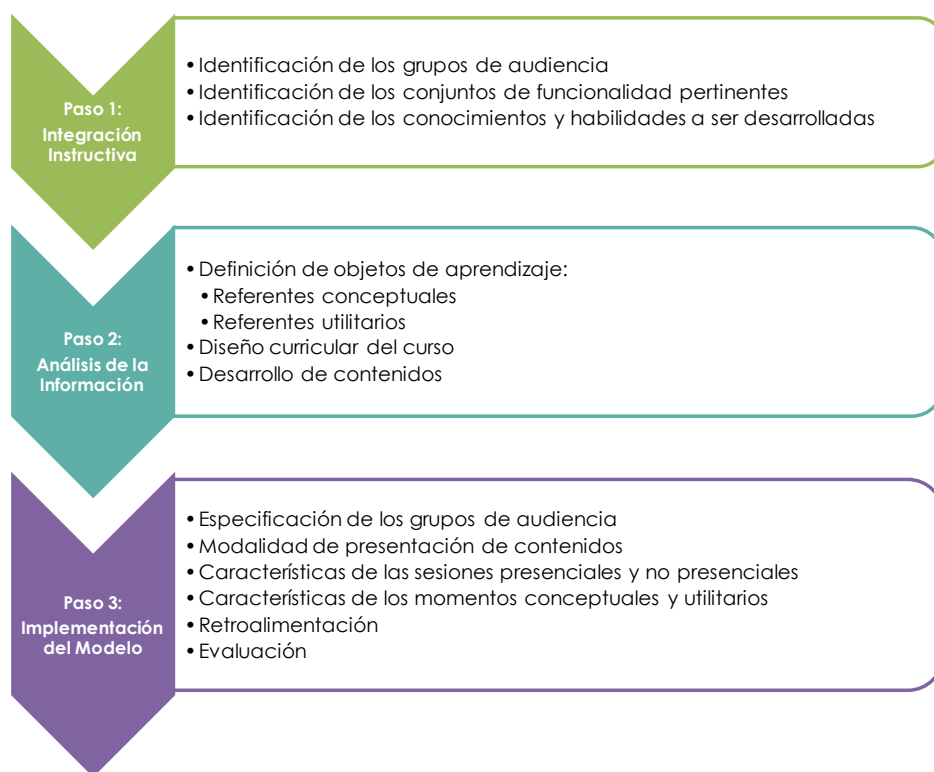 Paso 1:
Integración
Instructiva
• Identificación de los grupos de audiencia
• Identificación de los conjuntos de funcionalidad pertinentes
• Identificación de los conocimientos y habilidades a ser desarrolladas
Paso 2:
Análisis de la
Información
• Definición de objetos de aprendizaje:
• Referentes conceptuales
• Referentes utilitarios
• Diseño curricular del curso
• Desarrollo de contenidos
Paso 3:
Implementación
del Modelo
• Especificación de los grupos de audiencia
• Modalidad de presentación de contenidos
• Característícas de las sesiones presenciales y no presenciales
• Característícas de los momentos conceptuales y utilitarios
• Retroalimentación
• Evaluación